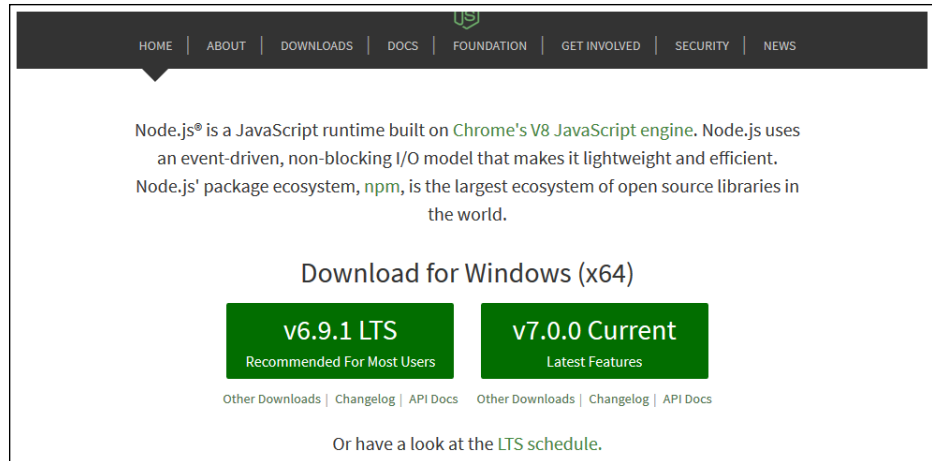 JS
HOME | ABOUT | DOWNLOADS | DOCS | FOUNDATION | GET INVOLVED | SECURITY | NEWS
Node.js® is a JavaScript runtime built on Chrome's V8 JavaScript engine. Node.js uses
an event-driven, non-blocking I/O model that makes it lightweight and efficient.
Node.js' package ecosystem, npm, is the largest ecosystem of open source libraries in
the world.
Download for Windows (x64)
v6.9.1 LTS
Recommended For Most Users
v7.0.0 Current
Latest Features
Other Downloads | Changelog | API Docs
Other Downloads | Changelog | API Docs
Or have a look at the LTS schedule.